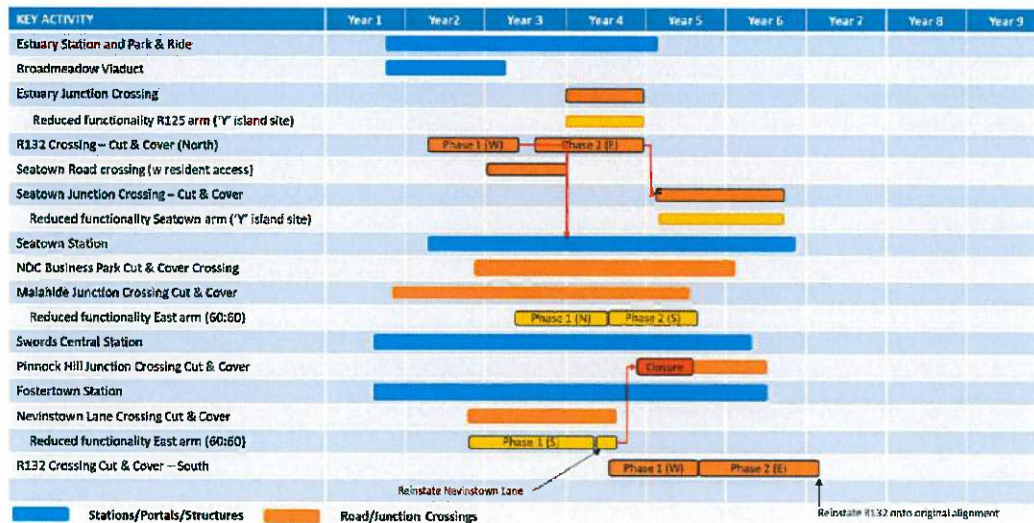 KEY ACTIVITY Year 1 Year2 Year 3 Year 4 Year 5 Year 6 Year 7 Year 8 Year 9
Estuary Station and Park & Ride
Broadmeadow Viaduct
Estuary Junction Crossing
Reduced functionality R125 arm ('Y' island site)
R132 Crossing – Cut & Cover (North) Phase 1 (W) Phase 2 (E)
Seatown Road crossing (w resident access)
Seatown Junction Crossing – Cut & Cover
Reduced functionality Seatown arm ('Y' island site)
Seatown Station
NDC Business Park Cut & Cover Crossing
Malahide Junction Crossing Cut & Cover
Reduced functionality East arm (60:60) Phase 1 (N) Phase 2 (S)
Swords Central Station
Pinnock Hill Junction Crossing Cut & Cover Closure
Fostertown Station
Nevinstown Lane Crossing Cut & Cover
Reduced functionality East arm (60:60) Phase 1 (S)
R132 Crossing Cut & Cover – South Phase 1 (W) Phase 2 (E)
Reinstate Nevinstown Lane
Stations/Portals/Structures Road/Junction Crossings Reinstate R132 onto original alignment